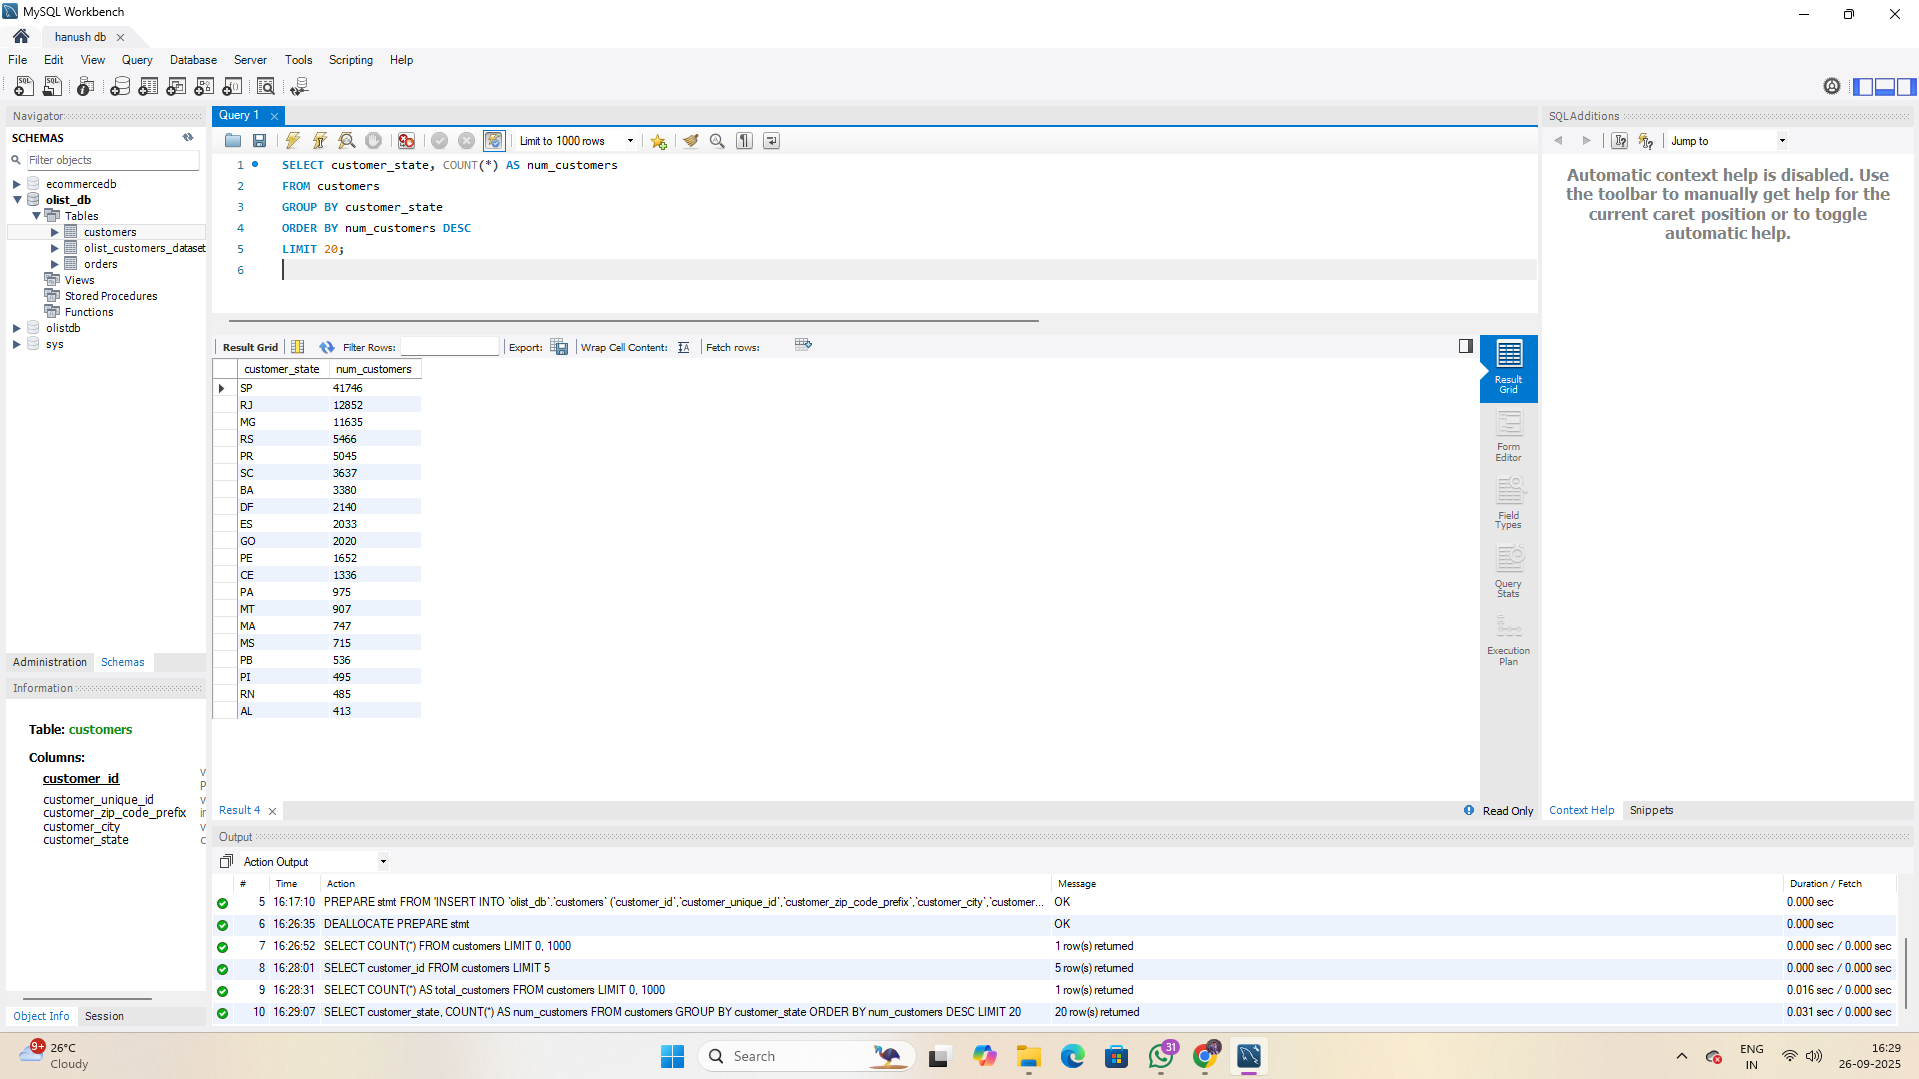 MySQL Workbench
hanush db
File Edit View Query Database Server Tools Scripting Help
Navigator
SCHEMAS
Filter objects
ecommercedb
olist_db
Tables
customers
olist_customers_dataset
orders
Views
Stored Procedures
Functions
olistdb
sys
Administration Schemas
Information
Table: customers
Columns:
customer_id
customer_unique_id
customer_zip_code_prefix
customer_city
customer_state
Object Info Session
Query 1
Limit to 1000 rows
1 SELECT customer_state, COUNT(*) AS num_customers
2 FROM customers
3 GROUP BY customer_state
4 ORDER BY num_customers DESC
5 LIMIT 20;
6
Result Grid Filter Rows: Export: Wrap Cell Content: Fetch rows:
customer_state num_customers
SP 41746
RJ 12852
MG 11635
RS 5466
PR 5045
SC 3637
BA 3380
DF 2140
ES 2033
GO 2020
PE 1652
CE 1336
PA 975
MT 907
MA 747
MS 715
PB 536
PI 495
RN 485
AL 413
Result Grid
Form Editor
Field Types
Query Stats
Execution Plan
Result 4
Read Only
SQLAdditions
Jump to
Automatic context help is disabled. Use
the toolbar to manually get help for the
current caret position or to toggle
automatic help.
Context Help Snippets
Output
Action Output
# Time Action Message Duration / Fetch
5 16:17:10 PREPARE stmt FROM 'INSERT INTO `olist_db`.`customers` (`customer_id`,`customer_unique_id`,`customer_zip_code_prefix`,`customer_city`,`customer... OK 0.000 sec
6 16:26:35 DEALLOCATE PREPARE stmt OK 0.000 sec
7 16:26:52 SELECT COUNT(*) FROM customers LIMIT 0, 1000 1 row(s) returned 0.000 sec / 0.000 sec
8 16:28:01 SELECT customer_id FROM customers LIMIT 5 5 row(s) returned 0.000 sec / 0.000 sec
9 16:28:31 SELECT COUNT(*) AS total_customers FROM customers LIMIT 0, 1000 1 row(s) returned 0.016 sec / 0.000 sec
10 16:29:07 SELECT customer_state, COUNT(*) AS num_customers FROM customers GROUP BY customer_state ORDER BY num_customers DESC LIMIT 20 20 row(s) returned 0.031 sec / 0.000 sec
9+
26°C
Cloudy
Search
31
ENG
IN
16:29
26-09-2025